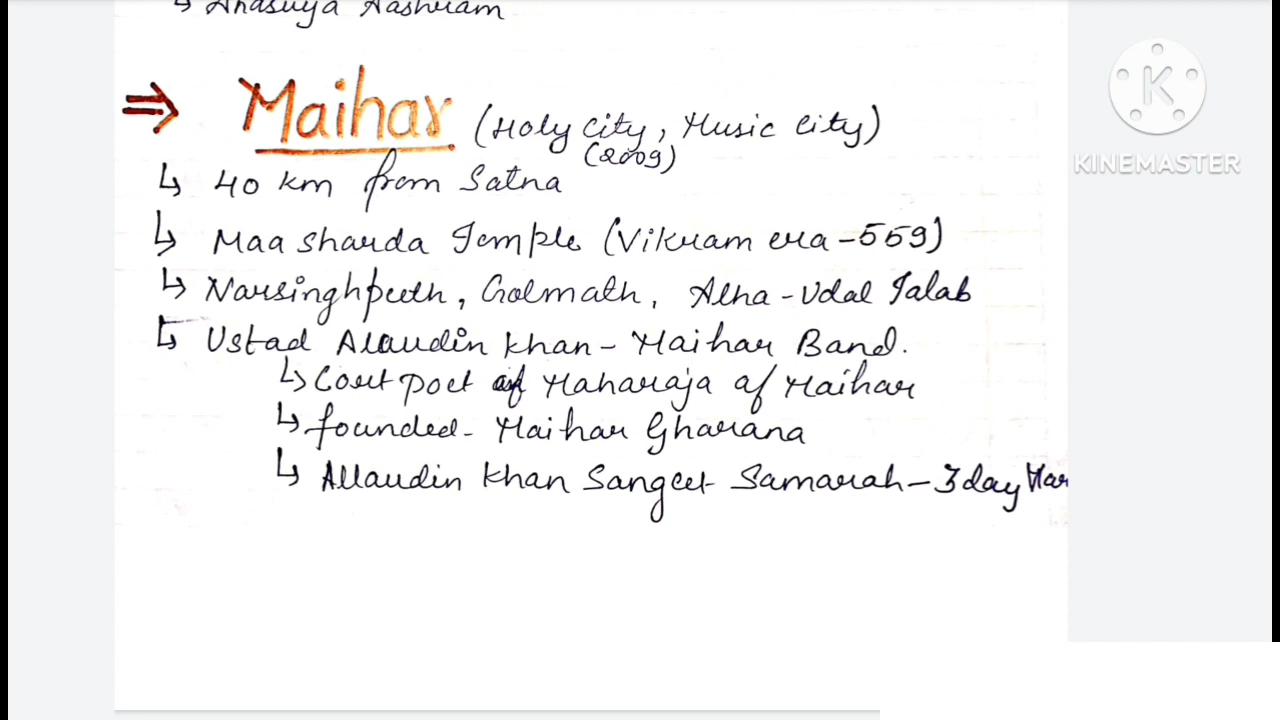 ↳ Anasuya Aashram
⇒ Maihar (Holy city, Music city)
(2009)
↳ 40 km from Satna
↳ Maa Sharda Temple (Vikram era - 559)
↳ Narsinghpeeth, Golmath, Alha - Udal Talab
↳ Ustad Alaudin Khan - Maihar Band.
↳ Court poet of Maharaja of Maihar
↳ founded - Maihar Gharana
↳ Allaudin Khan Sangeet Samarah - 3 day Mar
KINEMASTER